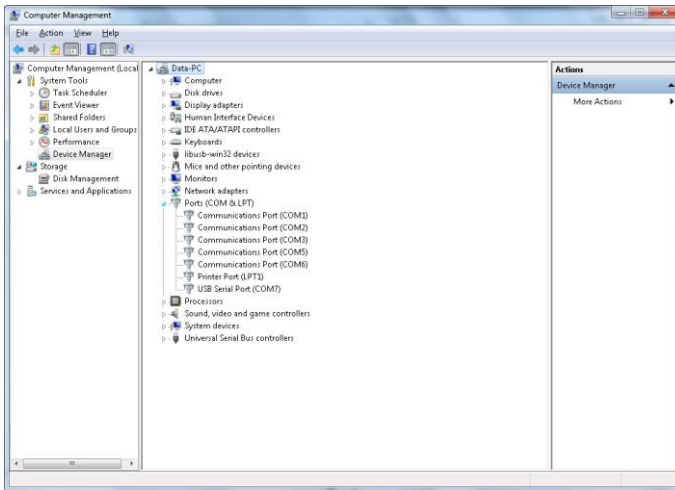 Computer Management
File Action View Help
Computer Management (Local
System Tools
Task Scheduler
Event Viewer
Shared Folders
Local Users and Groups
Performance
Device Manager
Storage
Disk Management
Services and Applications
Data-PC
Computer
Disk drives
Display adapters
Human Interface Devices
IDE ATA/ATAPI controllers
Keyboards
libusb-win32 devices
Mice and other pointing devices
Monitors
Network adapters
Ports (COM & LPT)
Communications Port (COM1)
Communications Port (COM2)
Communications Port (COM3)
Communications Port (COM5)
Communications Port (COM6)
Printer Port (LPT1)
USB Serial Port (COM7)
Processors
Sound, video and game controllers
System devices
Universal Serial Bus controllers
Actions
Device Manager
More Actions